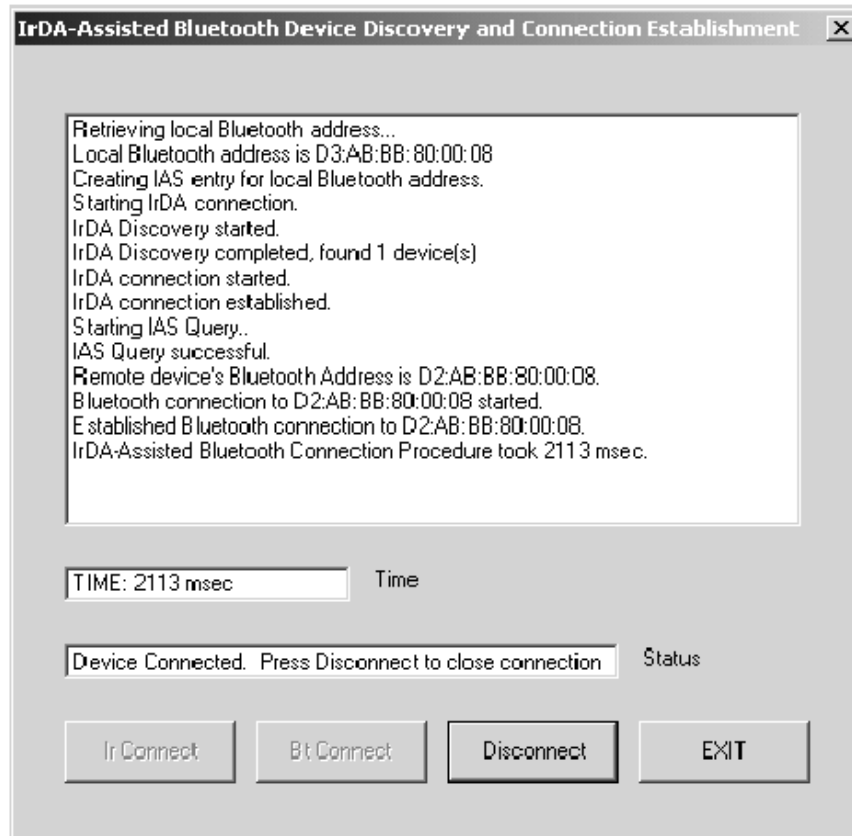 IrDA-Assisted Bluetooth Device Discovery and Connection Establishment
Retrieving local Bluetooth address...
Local Bluetooth address is D3:AB:BB:80:00:08
Creating IAS entry for local Bluetooth address.
Starting IrDA connection.
IrDA Discovery started.
IrDA Discovery completed, found 1 device(s)
IrDA connection started.
IrDA connection established.
Starting IAS Query..
IAS Query successful.
Remote device's Bluetooth Address is D2:AB:BB:80:00:08.
Bluetooth connection to D2:AB:BB:80:00:08 started.
Established Bluetooth connection to D2:AB:BB:80:00:08.
IrDA-Assisted Bluetooth Connection Procedure took 2113 msec.
TIME: 2113 msec Time
Device Connected. Press Disconnect to close connection Status
Ir Connect Bt Connect Disconnect EXIT